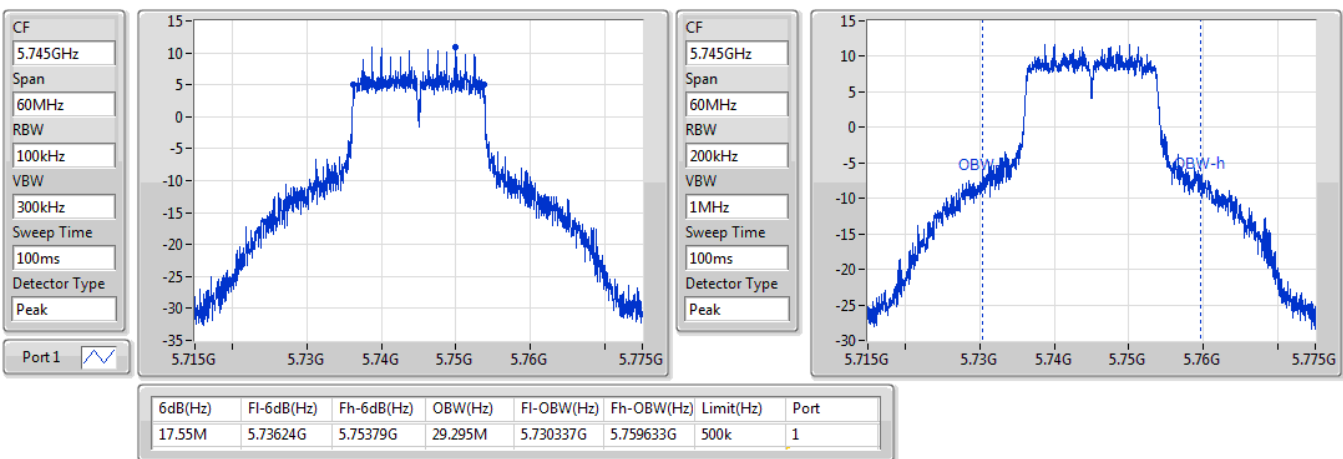 CF
5.745GHz
Span
60MHz
RBW
100kHz
VBW
300kHz
Sweep Time
100ms
Detector Type
Peak
Port 1
15
10
5
0
-5
-10
-15
-20
-25
-30
-35
5.715G 5.73G 5.74G 5.75G 5.76G 5.775G
CF
5.745GHz
Span
60MHz
RBW
200kHz
VBW
1MHz
Sweep Time
100ms
Detector Type
Peak
15
10
5
0
-5
-10
-15
-20
-25
-30
OBW OBW-h
5.715G 5.73G 5.74G 5.75G 5.76G 5.775G
6dB(Hz) Fl-6dB(Hz) Fh-6dB(Hz) OBW(Hz) Fl-OBW(Hz) Fh-OBW(Hz) Limit(Hz) Port
17.55M 5.73624G 5.75379G 29.295M 5.730337G 5.759633G 500k 1